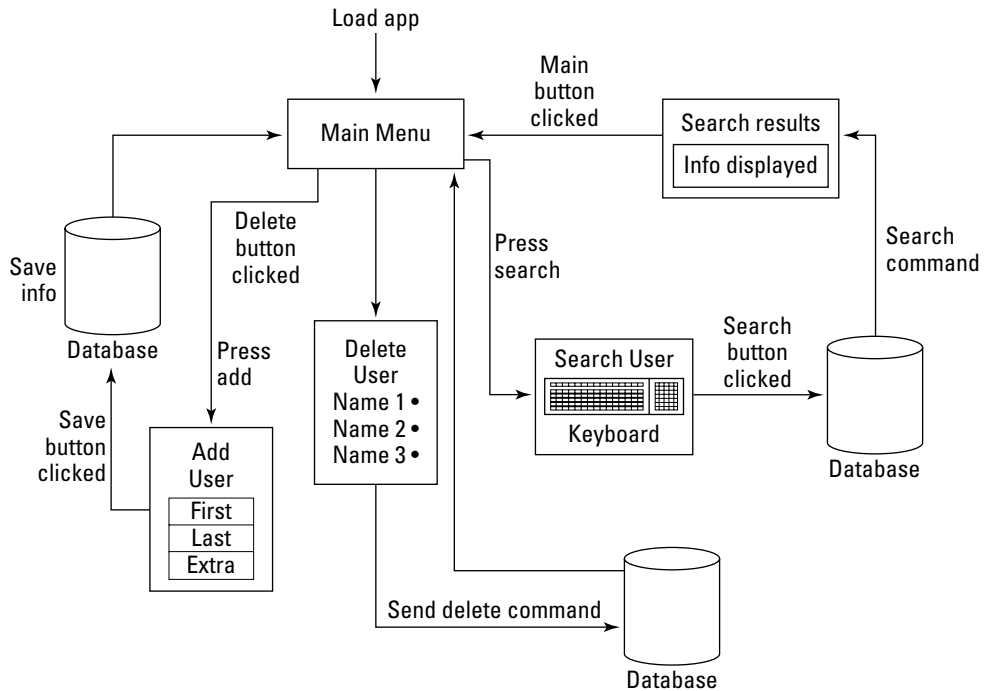 Load app
Main
button
clicked
Main Menu
Search results
Info displayed
Delete
button
clicked
Press
search
Search
command
Save
info
Database
Press
add
Delete
User
Name 1 •
Name 2 •
Name 3 •
Search User
Keyboard
Search
button
clicked
Database
Save
button
clicked
Add
User
First
Last
Extra
Send delete command
Database